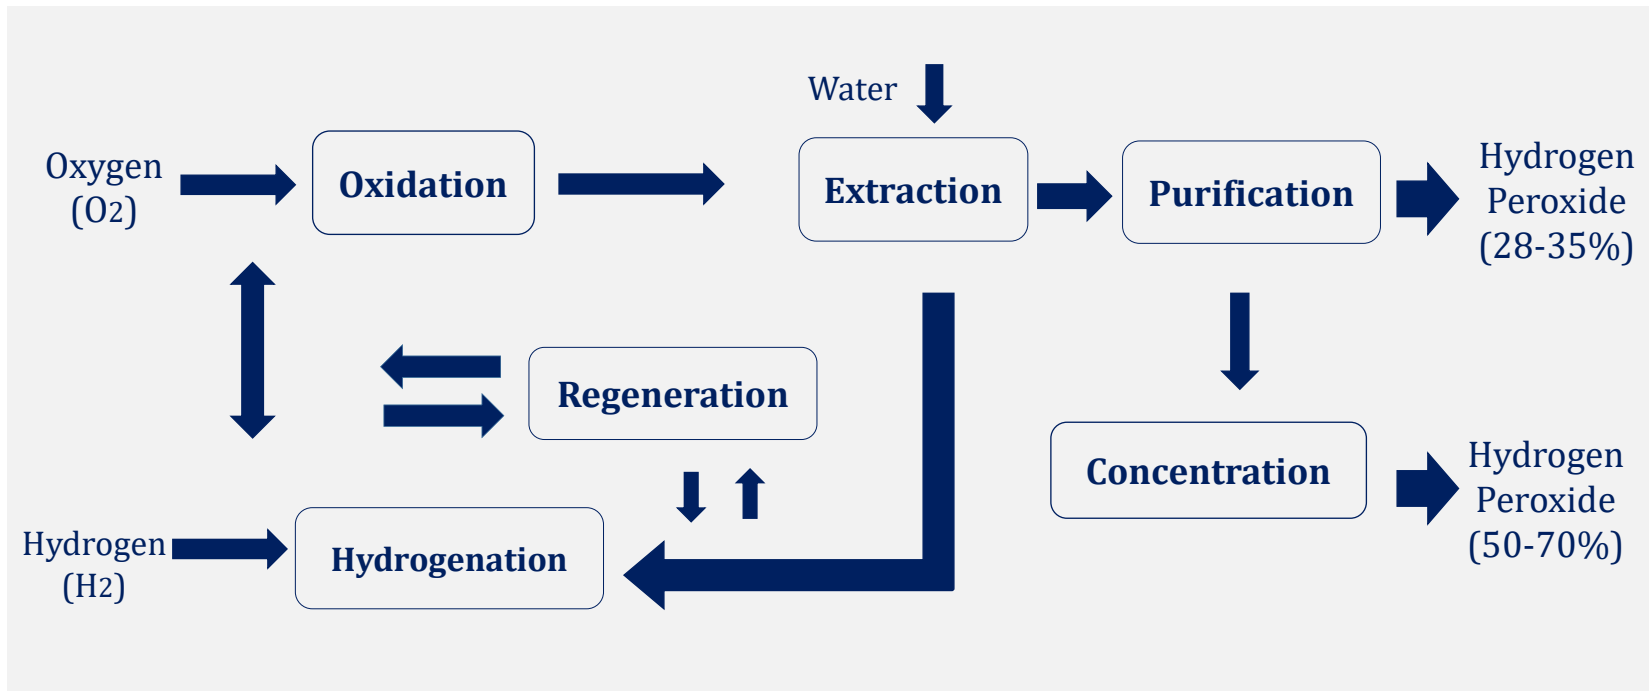 Water
Oxygen
(O2)
Oxidation
Extraction
Purification
Hydrogen
Peroxide
(28-35%)
Regeneration
Concentration
Hydrogen
Peroxide
(50-70%)
Hydrogen
(H2)
Hydrogenation